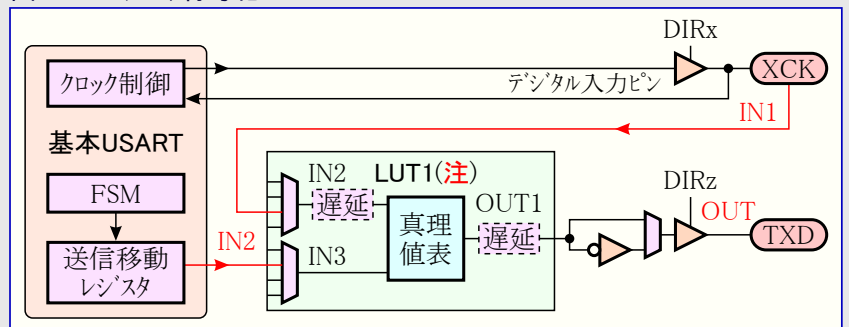 DIRx
クロック制御
デジタル入力ピン
XCK
IN1
基本USART
IN2
LUT1(注)
FSM
遅延
真理
値表
OUT1
遅延
DIRz
OUT
TXD
IN2
IN3
送信移動
レジスタ